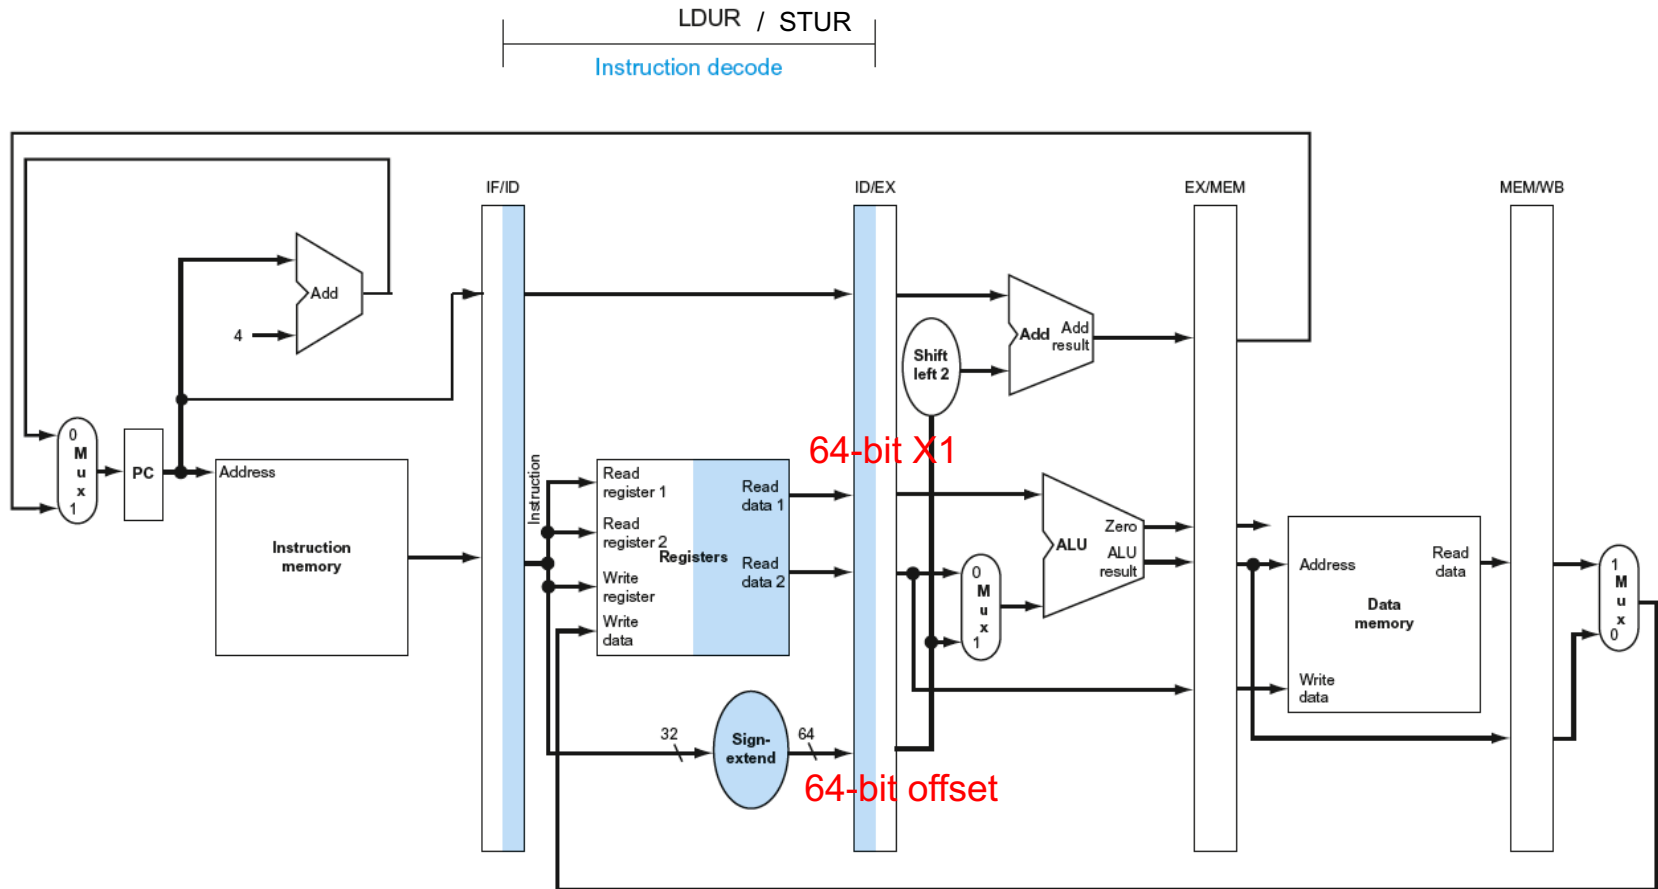 LDUR / STUR
Instruction decode
IF/ID
ID/EX
EX/MEM
MEM/WB
Add
4
Shift
left 2
Add
Add
result
0
M
u
x
1
PC
Address
Instruction
memory
Instruction
Read
register 1
Read
register 2
Write
register
Write
data
Registers
Read
data 1
Read
data 2
64-bit X1
32
Sign-
extend
64
64-bit offset
0
M
u
x
1
Zero
ALU
ALU
result
Address
Read
data
Data
memory
Write
data
1
M
u
x
0